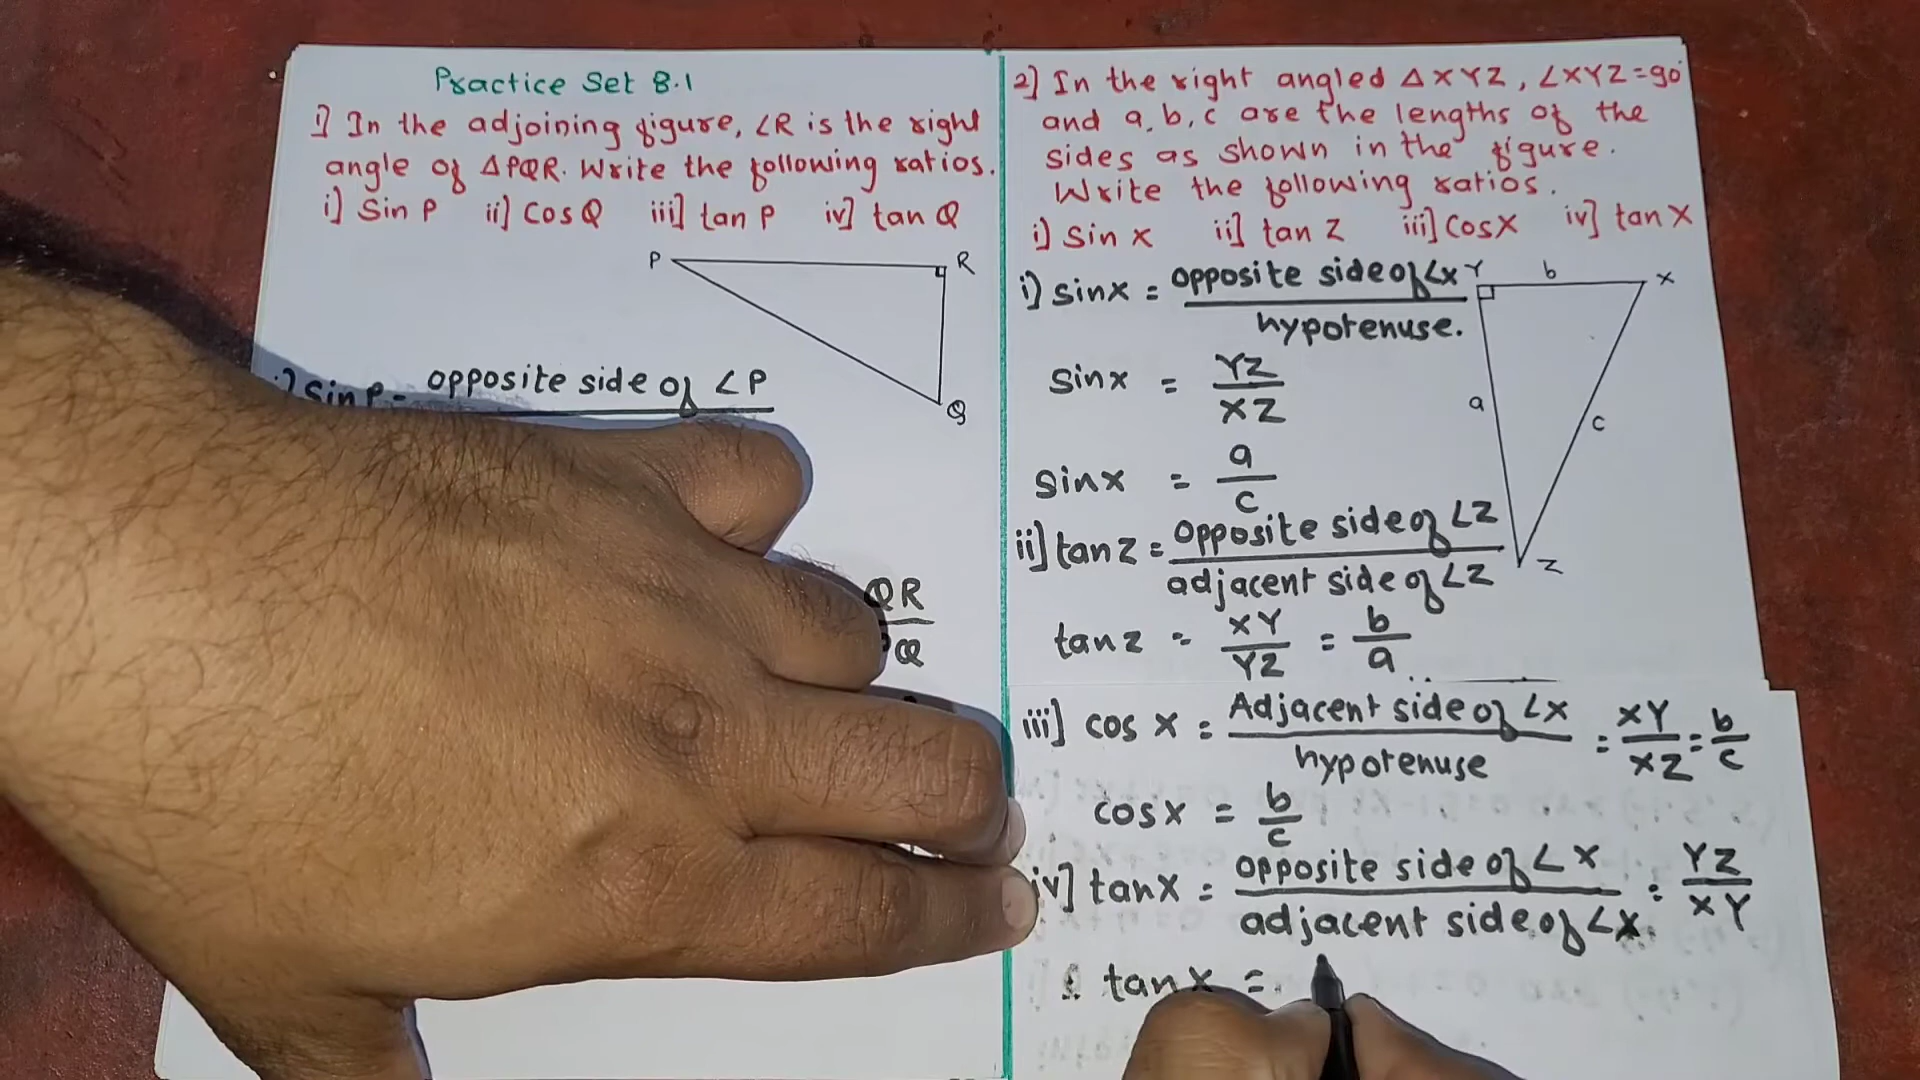 Practice Set 8.1
1] In the adjoining figure, ∠R is the right
angle of △PQR. Write the following ratios.
i] Sin P ii] Cos Q iii] tan P iv] tan Q
P R
Q
Sin P = opposite side of ∠P
QR
Q
2] In the right angled △XYZ, ∠XYZ=90°
and a, b, c are the lengths of the
sides as shown in the figure.
Write the following ratios.
i) Sin X ii] tan Z iii] Cos X iv] tan X
Y b X
a c
Z
i) sinx = opposite side of ∠x
hypotenuse.
sinx = YZ
XZ
sinx = a
c
ii] tan z = opposite side of ∠Z
adjacent side of ∠Z
tan z = XY = b
YZ a
iii] cos x = Adjacent side of ∠X = XY = b
hypotenuse XZ c
cos x = b
c
iv] tan X = opposite side of ∠X = YZ
adjacent side of ∠X. XY
tan X =